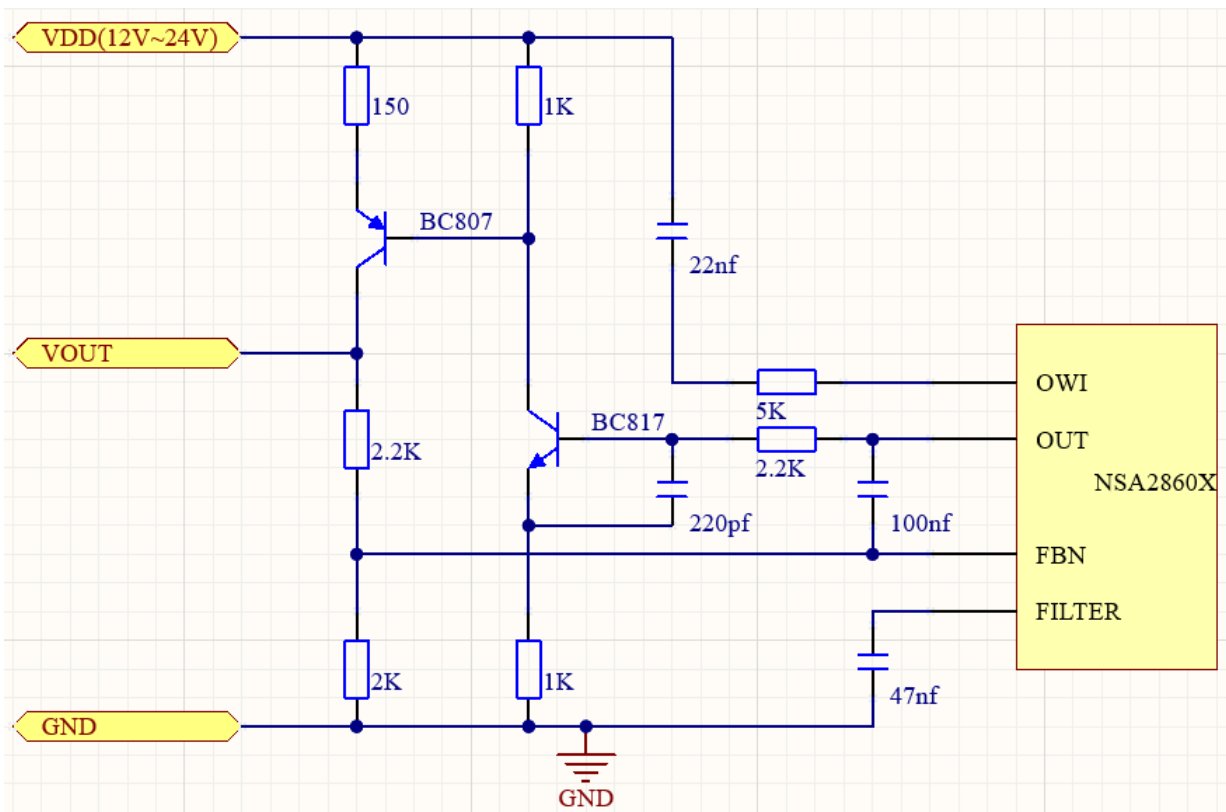 VDD(12V~24V)
150
1K
BC807
22nf
VOUT
OWI
5K
BC817
2.2K
2.2K
OUT
NSA2860X
220pf
100nf
FBN
FILTER
2K
1K
47nf
GND
GND